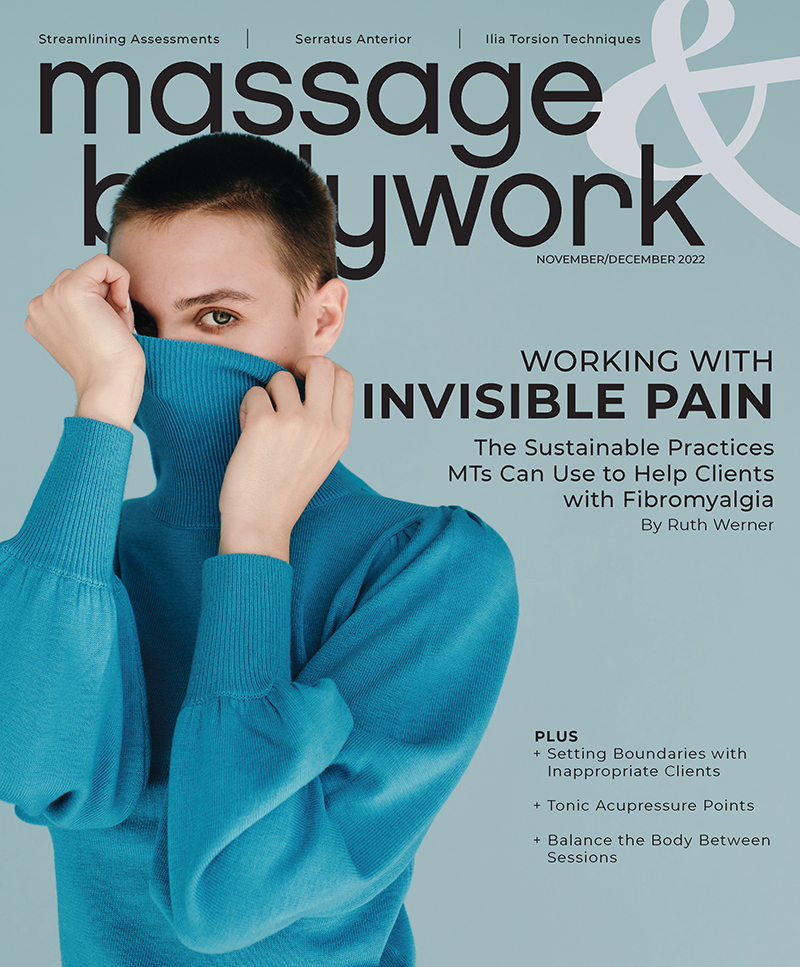 Streamlining Assessments | Serratus Anterior | Ilia Torsion Techniques
massage &
bodywork
NOVEMBER/DECEMBER 2022
WORKING WITH
INVISIBLE PAIN
The Sustainable Practices
MTs Can Use to Help Clients
with Fibromyalgia
By Ruth Werner
PLUS
+ Setting Boundaries with
Inappropriate Clients
+ Tonic Acupressure Points
+ Balance the Body Between
Sessions